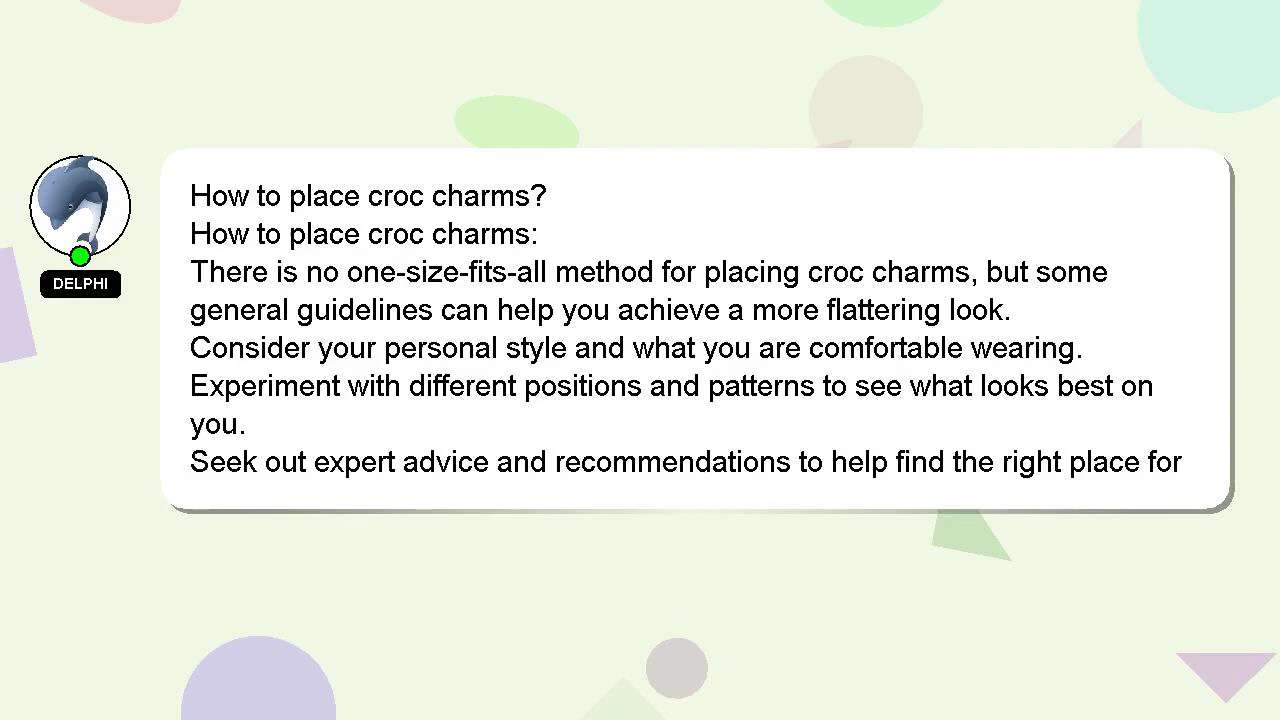 How to place croc charms?
How to place croc charms:
There is no one-size-fits-all method for placing croc charms, but some
general guidelines can help you achieve a more flattering look.
Consider your personal style and what you are comfortable wearing.
Experiment with different positions and patterns to see what looks best on
you.
Seek out expert advice and recommendations to help find the right place for
DELPHI